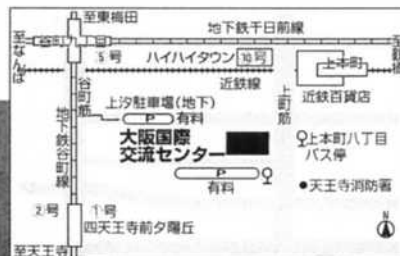 至東梅田
地下鉄千日前線
至なんば
5号
ハイハイタウン 10号
上本町
近鉄線
近鉄百貨店
谷町筋
上汐駐車場(地下)
P 有料
上町筋
地下鉄谷町線
大阪国際
交流センター
上本町八丁目
バス停
P
有料
●天王寺消防署
②号 ①号
四天王寺前夕陽丘
至天王寺
N